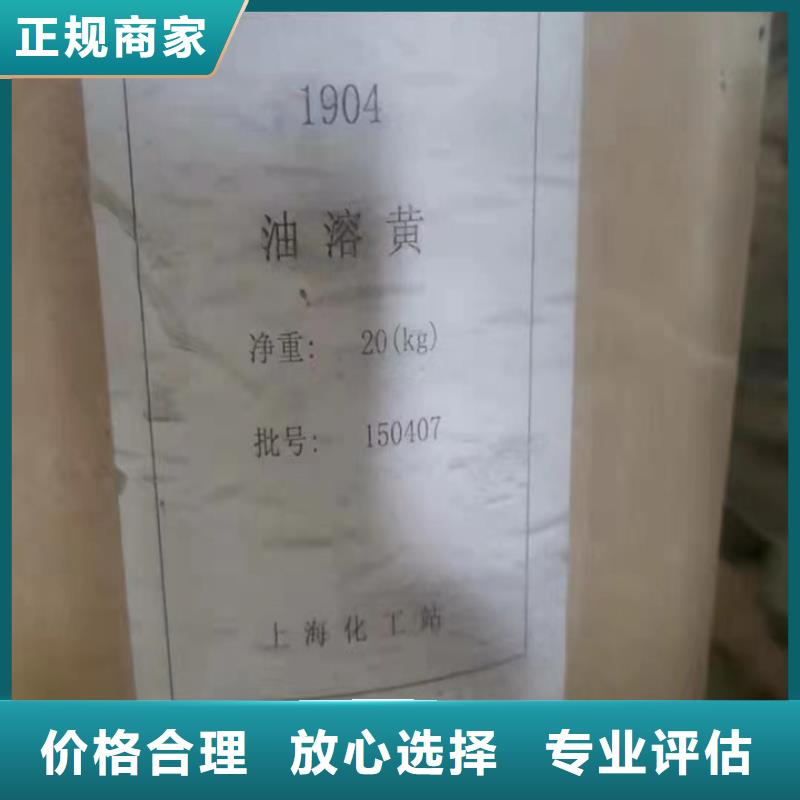 正规商家
1904
油溶黄
净重: 20(kg)
批号: 150407
上海化工站
价格合理 放心选择 专业评估